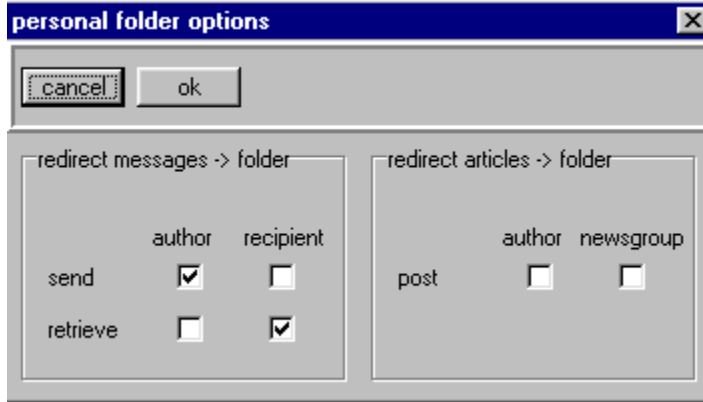 personal folder options
cancel ok
redirect messages -> folder
author recipient
send
retrieve
redirect articles -> folder
author newsgroup
post